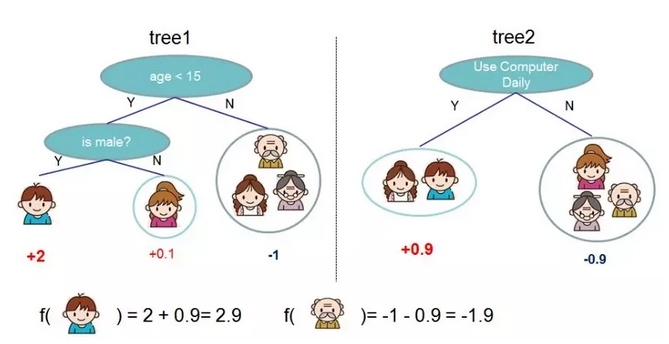 tree1
tree2
age < 15
Use Computer
Daily
Y
N
Y
N
is male?
Y
N
+2
+0.1
-1
+0.9
-0.9
f( ) = 2 + 0.9= 2.9
f( )= -1 - 0.9 = -1.9